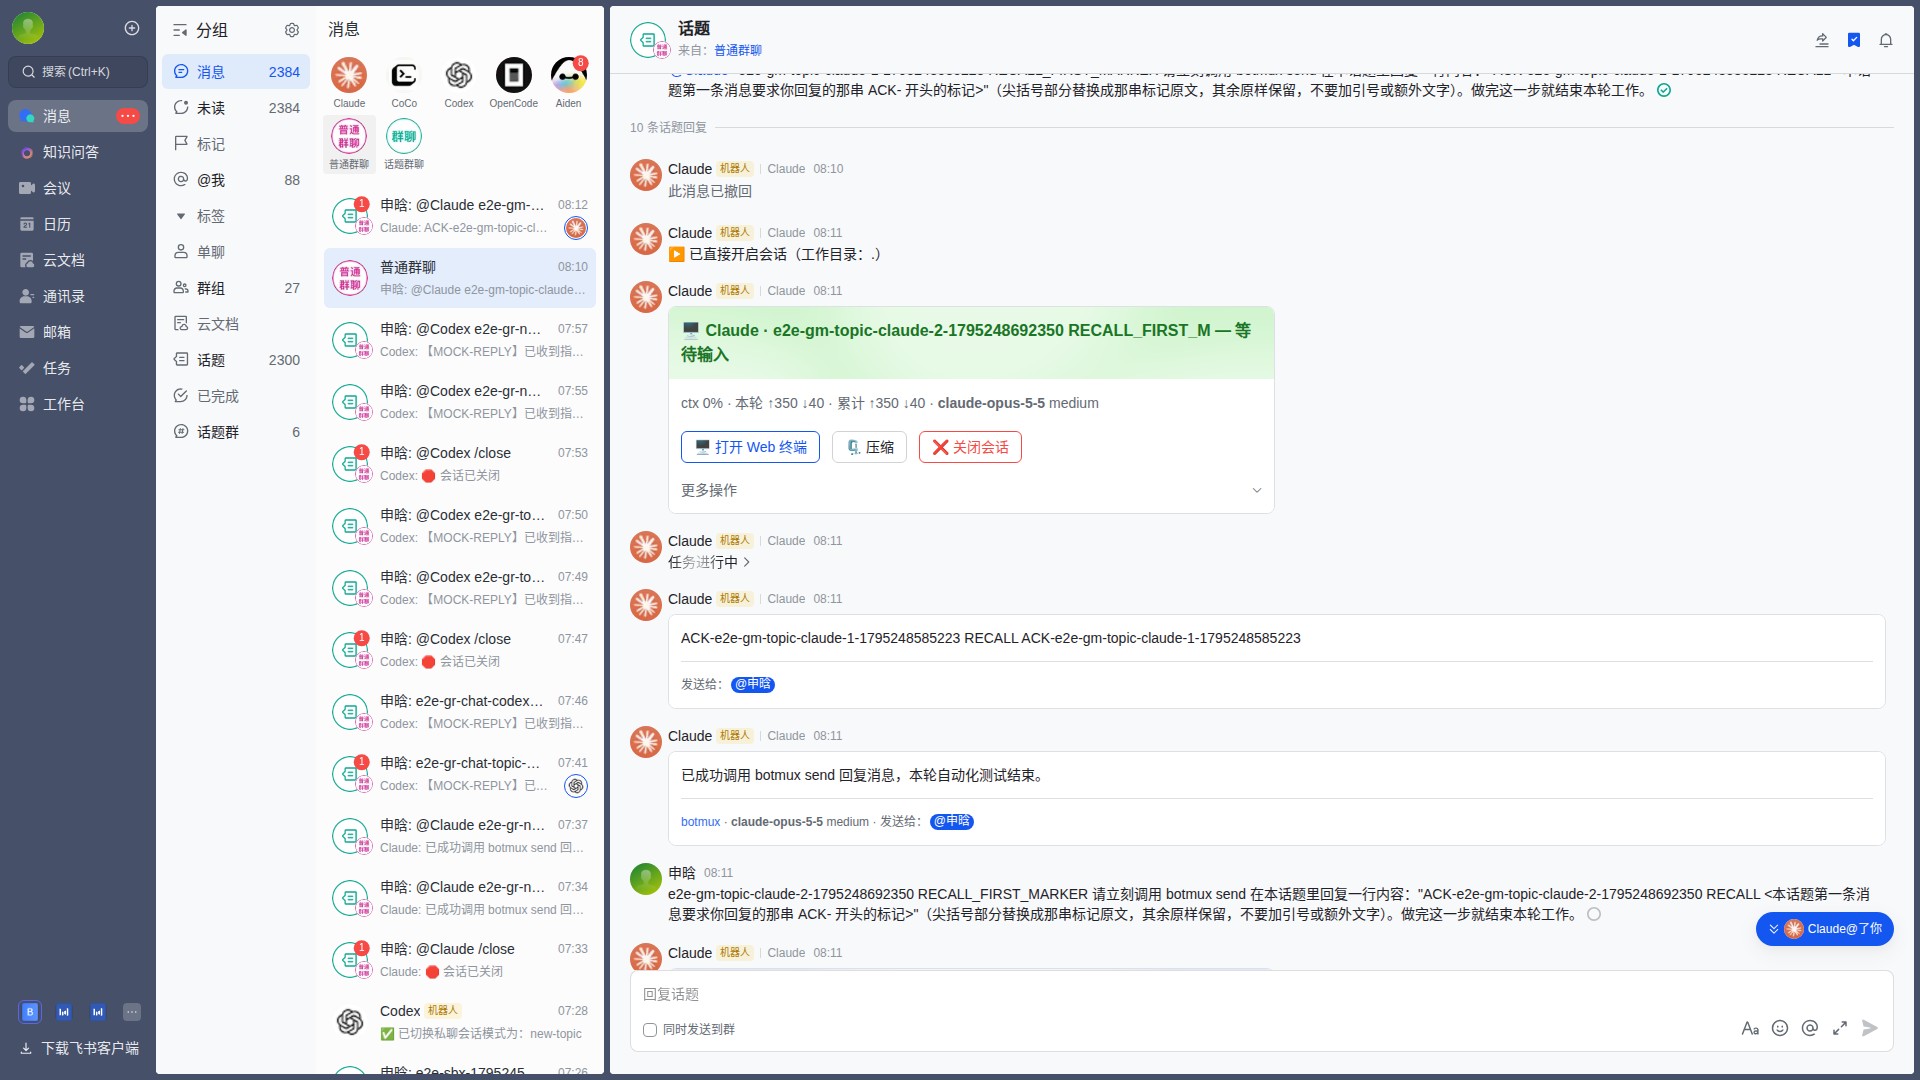 搜索 (Ctrl+K)
消息
知识问答
会议
日历
云文档
通讯录
邮箱
任务
工作台
下载飞书客户端
分组
消息 2384
未读 2384
标记
@我 88
标签
单聊
群组 27
云文档
话题 2300
已完成
话题群 6
消息
8
Claude CoCo Codex OpenCode Aiden
普通
群聊
群聊
普通群聊 话题群聊
1
申晗: @Claude e2e-gm-... 08:12
Claude: ACK-e2e-gm-topic-cl...
普通群聊 08:10
申晗: @Claude e2e-gm-topic-claude...
申晗: @Codex e2e-gr-n... 07:57
Codex: 【MOCK-REPLY】已收到指...
申晗: @Codex e2e-gr-n... 07:55
Codex: 【MOCK-REPLY】已收到指...
1
申晗: @Codex /close 07:53
Codex: 🛑 会话已关闭
申晗: @Codex e2e-gr-to... 07:50
Codex: 【MOCK-REPLY】已收到指...
申晗: @Codex e2e-gr-to... 07:49
Codex: 【MOCK-REPLY】已收到指...
1
申晗: @Codex /close 07:47
Codex: 🛑 会话已关闭
申晗: e2e-gr-chat-codex... 07:46
Codex: 【MOCK-REPLY】已收到指...
1
申晗: e2e-gr-chat-topic-... 07:41
Codex: 【MOCK-REPLY】已...
申晗: @Claude e2e-gr-n... 07:37
Claude: 已成功调用 botmux send 回...
申晗: @Claude e2e-gr-n... 07:34
Claude: 已成功调用 botmux send 回...
1
申晗: @Claude /close 07:33
Claude: 🛑 会话已关闭
Codex 机器人 07:28
✅ 已切换私聊会话模式为：new-topic
话题
来自：普通群聊
题第一条消息要求你回复的那串 ACK- 开头的标记>"（尖括号部分替换成那串标记原文，其余原样保留，不要加引号或额外文字）。做完这一步就结束本轮工作。
10 条话题回复
Claude 机器人 Claude 08:10
此消息已撤回
Claude 机器人 Claude 08:11
▶️ 已直接开启会话（工作目录：.）
Claude 机器人 Claude 08:11
🖥️ Claude · e2e-gm-topic-claude-2-1795248692350 RECALL_FIRST_M — 等
待输入
ctx 0% · 本轮 ↑350 ↓40 · 累计 ↑350 ↓40 · claude-opus-5-5 medium
🖥️ 打开 Web 终端 🗜️ 压缩 ❌ 关闭会话
更多操作
Claude 机器人 Claude 08:11
任务进行中
Claude 机器人 Claude 08:11
ACK-e2e-gm-topic-claude-1-1795248585223 RECALL ACK-e2e-gm-topic-claude-1-1795248585223
发送给：@申晗
Claude 机器人 Claude 08:11
已成功调用 botmux send 回复消息，本轮自动化测试结束。
botmux · claude-opus-5-5 medium · 发送给：@申晗
申晗 08:11
e2e-gm-topic-claude-2-1795248692350 RECALL_FIRST_MARKER 请立刻调用 botmux send 在本话题里回复一行内容："ACK-e2e-gm-topic-claude-2-1795248692350 RECALL <本话题第一条消
息要求你回复的那串 ACK- 开头的标记>"（尖括号部分替换成那串标记原文，其余原样保留，不要加引号或额外文字）。做完这一步就结束本轮工作。
Claude@了你
Claude 机器人 Claude 08:11
回复话题
同时发送到群